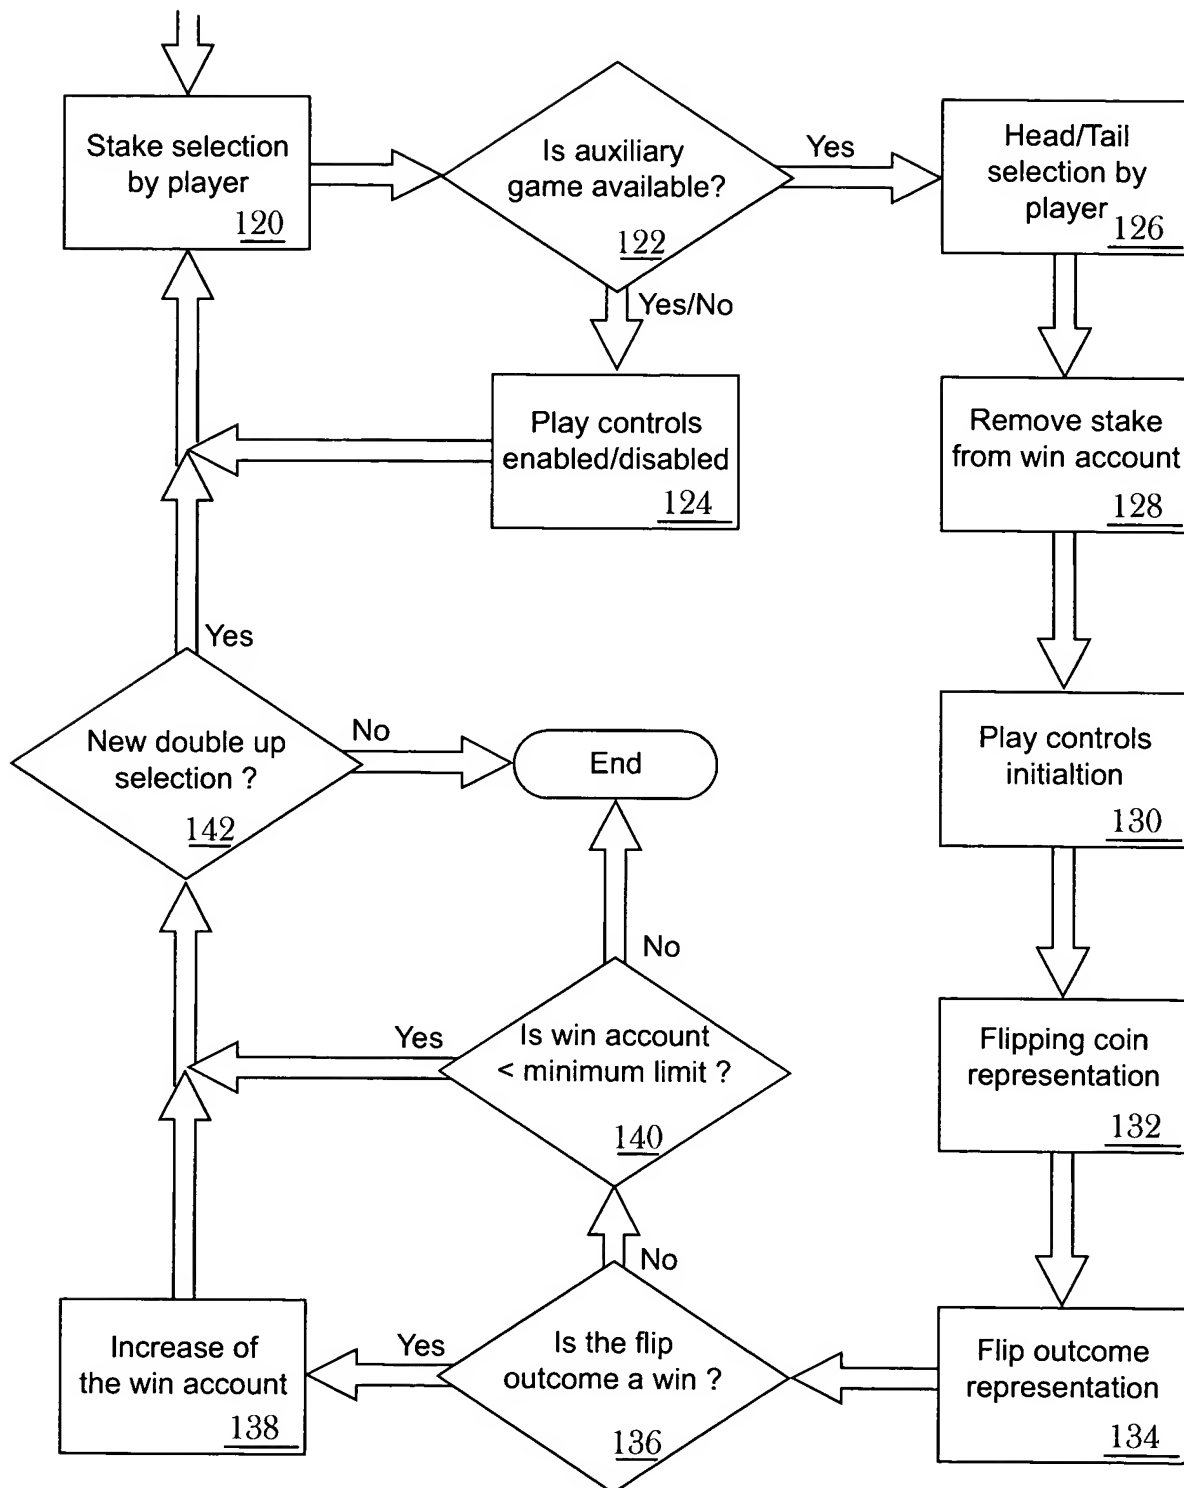 Stake selection
by player
120
Is auxiliary
game available?
122
Yes
Head/Tail
selection by
player
126
Yes/No
Play controls
enabled/disabled
124
Remove stake
from win account
128
Yes
New double up
selection ?
142
No
End
Play controls
initialtion
130
No
Yes
Is win account
< minimum limit ?
140
Flipping coin
representation
132
No
Increase of
the win account
138
Yes
Is the flip
outcome a win ?
136
Flip outcome
representation
134